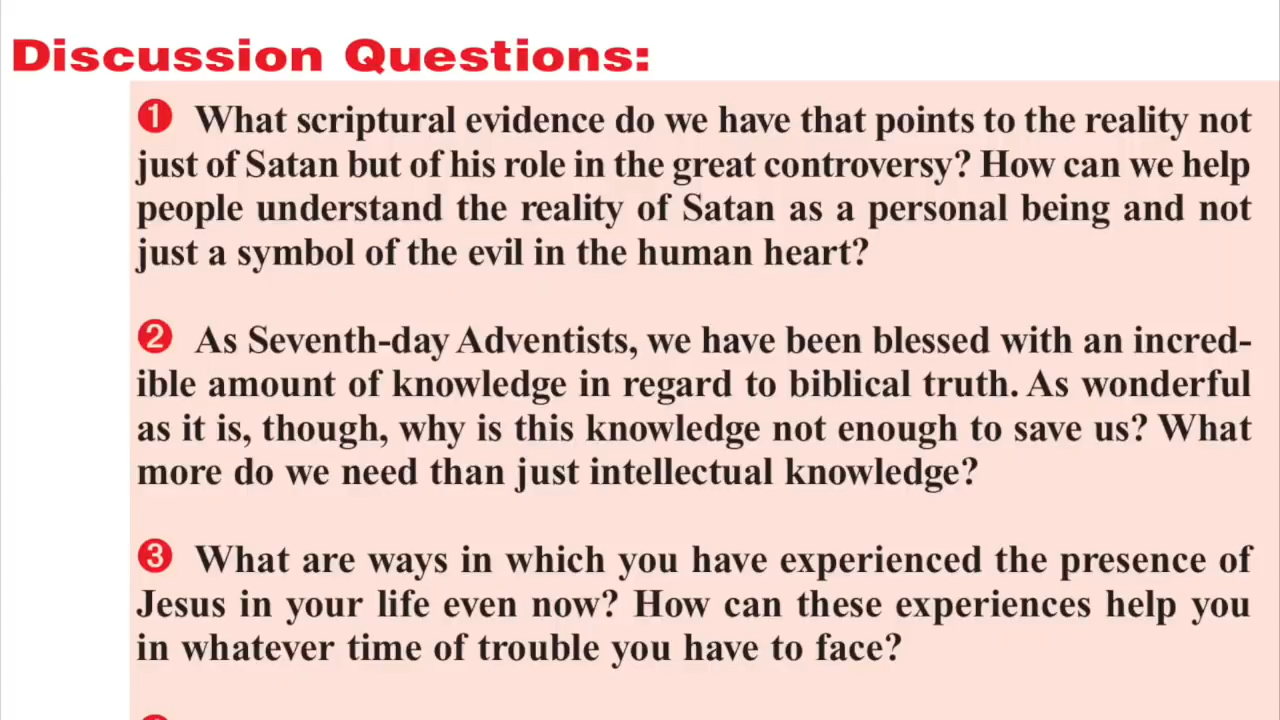 Discussion Questions:
1 What scriptural evidence do we have that points to the reality not
just of Satan but of his role in the great controversy? How can we help
people understand the reality of Satan as a personal being and not
just a symbol of the evil in the human heart?
2 As Seventh-day Adventists, we have been blessed with an incred-
ible amount of knowledge in regard to biblical truth. As wonderful
as it is, though, why is this knowledge not enough to save us? What
more do we need than just intellectual knowledge?
3 What are ways in which you have experienced the presence of
Jesus in your life even now? How can these experiences help you
in whatever time of trouble you have to face?